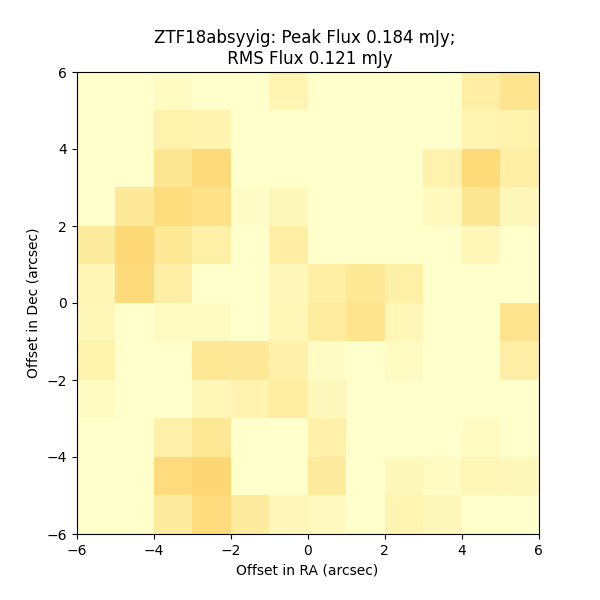 ZTF18absyyig: Peak Flux 0.184 mJy;
RMS Flux 0.121 mJy
6
4
2
0
−2
−4
−6
Offset in Dec (arcsec)
−6 −4 −2 0 2 4 6
Offset in RA (arcsec)